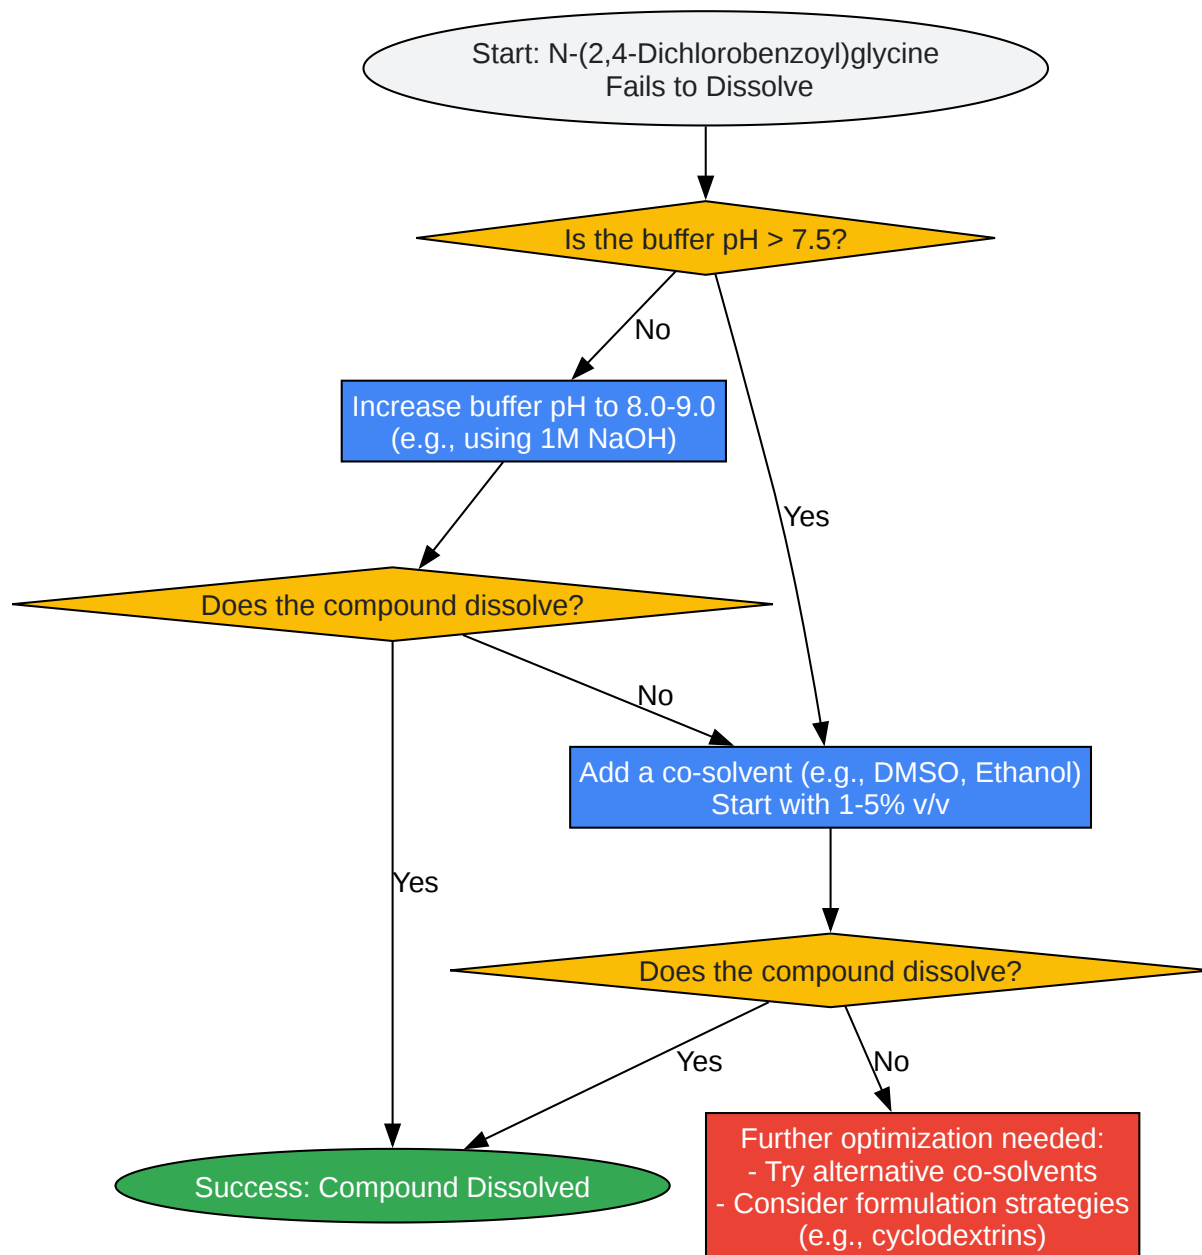 Start: N-(2,4-Dichlorobenzoyl)glycine
Fails to Dissolve
Is the buffer pH > 7.5?
No
Increase buffer pH to 8.0-9.0
(e.g., using 1M NaOH)
Yes
Does the compound dissolve?
No
Add a co-solvent (e.g., DMSO, Ethanol)
Start with 1-5% v/v
Yes
Does the compound dissolve?
Yes
No
Further optimization needed:
- Try alternative co-solvents
- Consider formulation strategies
(e.g., cyclodextrins)
Success: Compound Dissolved